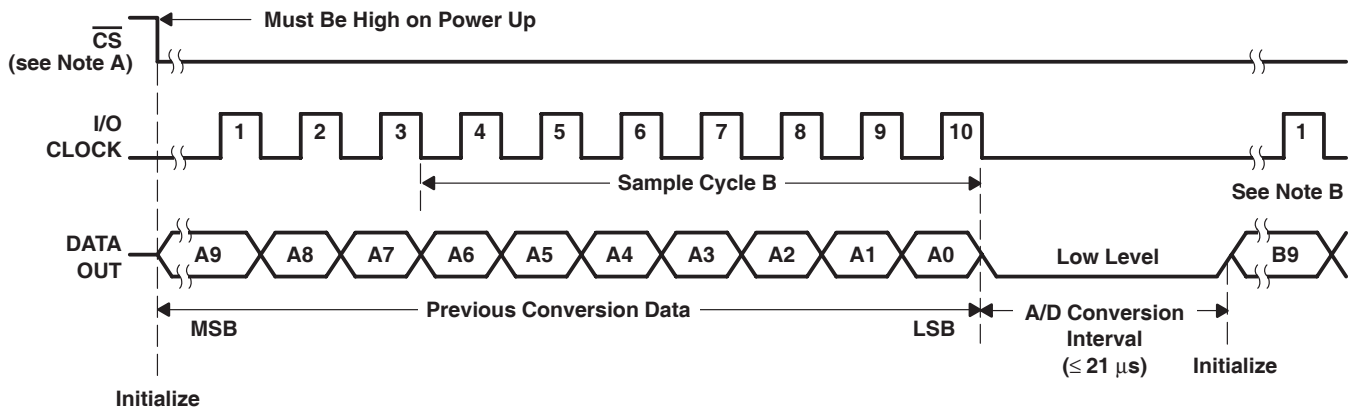 Must Be High on Power Up
CS
(see Note A)
I/O
CLOCK
1 2 3 4 5 6 7 8 9 10 1
Sample Cycle B
See Note B
DATA
OUT
A9 A8 A7 A6 A5 A4 A3 A2 A1 A0 Low Level B9
Previous Conversion Data
MSB
LSB
A/D Conversion
Interval
(≤ 21 μs)
Initialize
Initialize